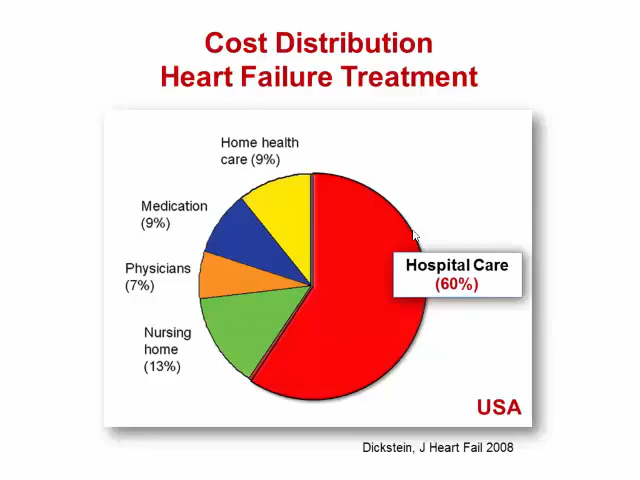 Cost Distribution
Heart Failure Treatment
Home health
care (9%)
Medication
(9%)
Physicians
(7%)
Hospital Care
(60%)
Nursing
home
(13%)
USA
Dickstein, J Heart Fail 2008